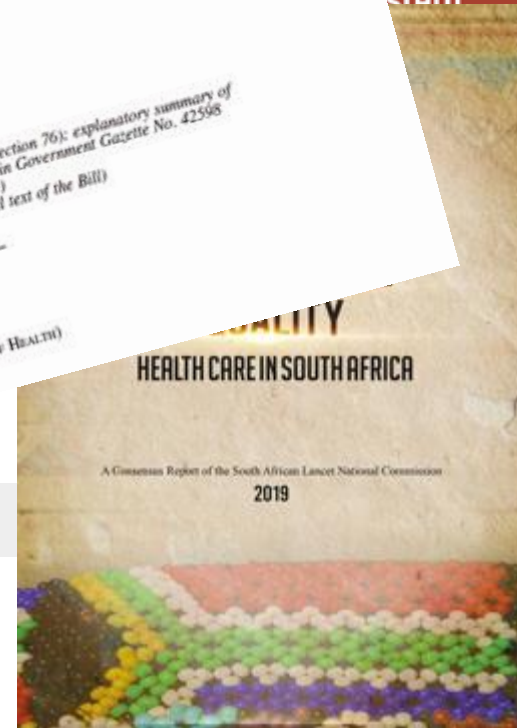 ection 76); explanatory summary of
in Government Gazette No. 42598
)
l text of the Bill)
HEALTH)
HEALTH CARE IN SOUTH AFRICA
A Consensus Report of the South African Lancet National Commission
2019